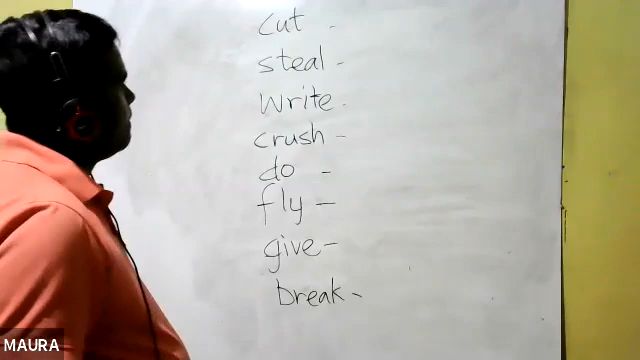 cut -
steal -
write -
crush -
do -
fly -
give -
break -
MAURA